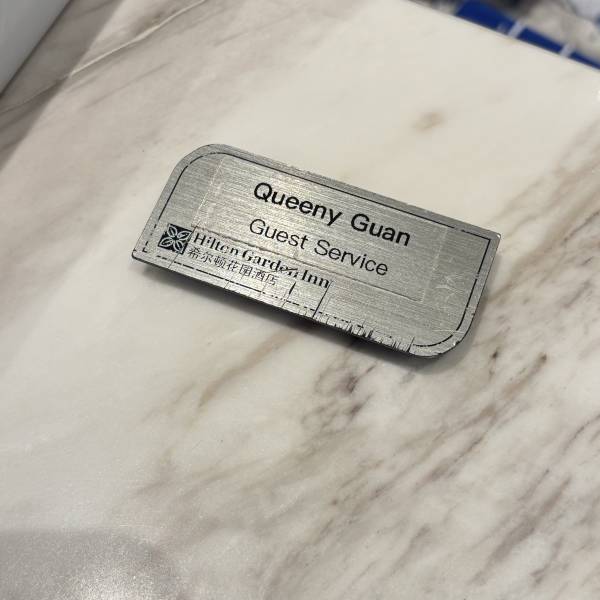 Queeny Guan
Guest Service
Hilton Garden Inn
希尔顿花园酒店